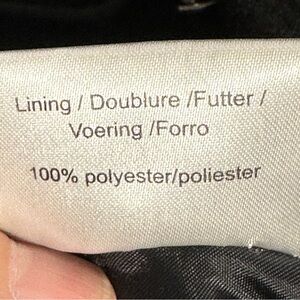 Lining / Doublure /Futter /
Voering /Forro
100% polyester/poliester